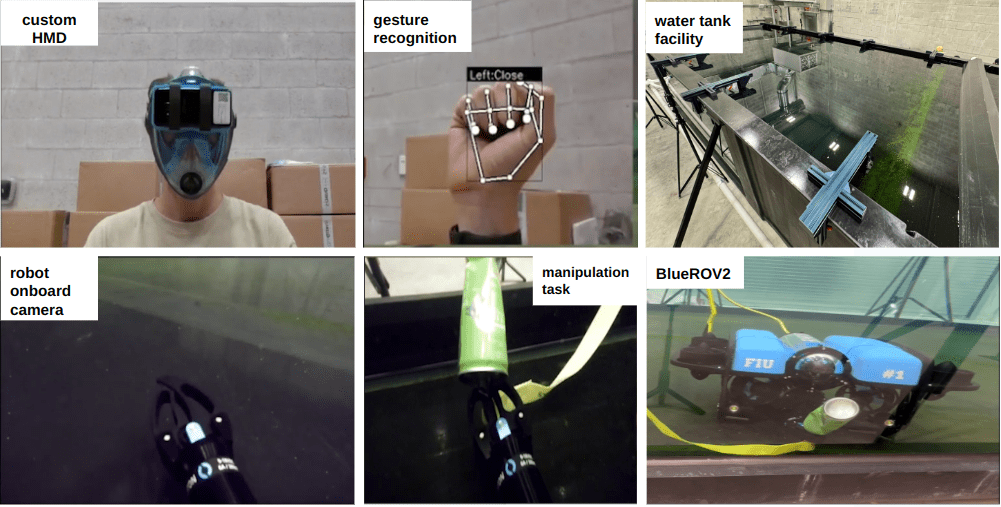 custom
HMD
gesture
recognition
Left:Close
water tank
facility
robot
onboard
camera
manipulation
task
BlueROV2
FIU
#1